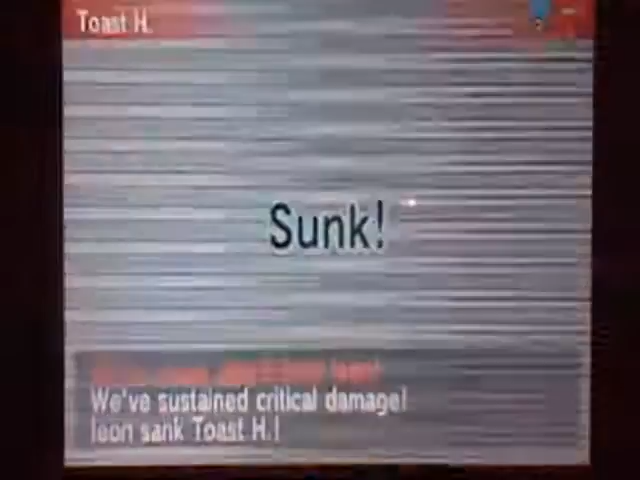 Toast H.
Sunk!
We've sustained critical damage!
leon sank Toast H.!